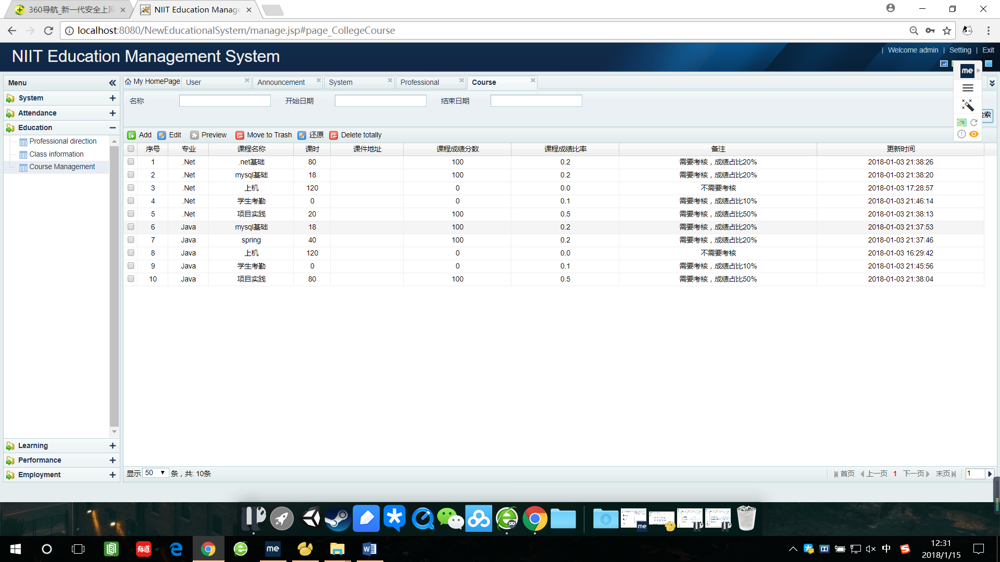 360导航_新一代安全上网
NIIT Education Manage
localhost:8080/NewEducationalSystem/manage.jsp#page_CollegeCourse
NIIT Education Management System
| Welcome admin | Setting | Exit
me
Menu
My HomePage
User
Announcement
System
Professional
Course
名称
开始日期
结束日期
索
System
Attendance
Education
Professional direction
Class information
Course Management
Learning
Performance
Employment
Add
Edit
Preview
Move to Trash
还原
Delete totally
序号 专业 课程名称 课时 课件地址 课程成绩分数 课程成绩比率 备注 更新时间
1 .Net .net基础 80 100 0.2 需要考核，成绩占比20% 2018-01-03 21:38:26
2 .Net mysql基础 18 100 0.2 需要考核，成绩占比20% 2018-01-03 21:38:20
3 .Net 上机 120 0 0.0 不需要考核 2018-01-03 17:28:57
4 .Net 学生考勤 0 0 0.1 需要考核，成绩占比10% 2018-01-03 21:46:14
5 .Net 项目实践 20 100 0.5 需要考核，成绩占比50% 2018-01-03 21:38:13
6 Java mysql基础 18 100 0.2 需要考核，成绩占比20% 2018-01-03 21:37:53
7 Java spring 40 100 0.2 需要考核，成绩占比20% 2018-01-03 21:37:46
8 Java 上机 120 0 0.0 不需要考核 2018-01-03 16:29:42
9 Java 学生考勤 0 0 0.1 需要考核，成绩占比10% 2018-01-03 21:45:56
10 Java 项目实践 80 100 0.5 需要考核，成绩占比50% 2018-01-03 21:38:04
显示 50 条，共: 10条
首页 上一页 1 下一页 末页 1
me
有道
me
中
12:31
2018/1/15